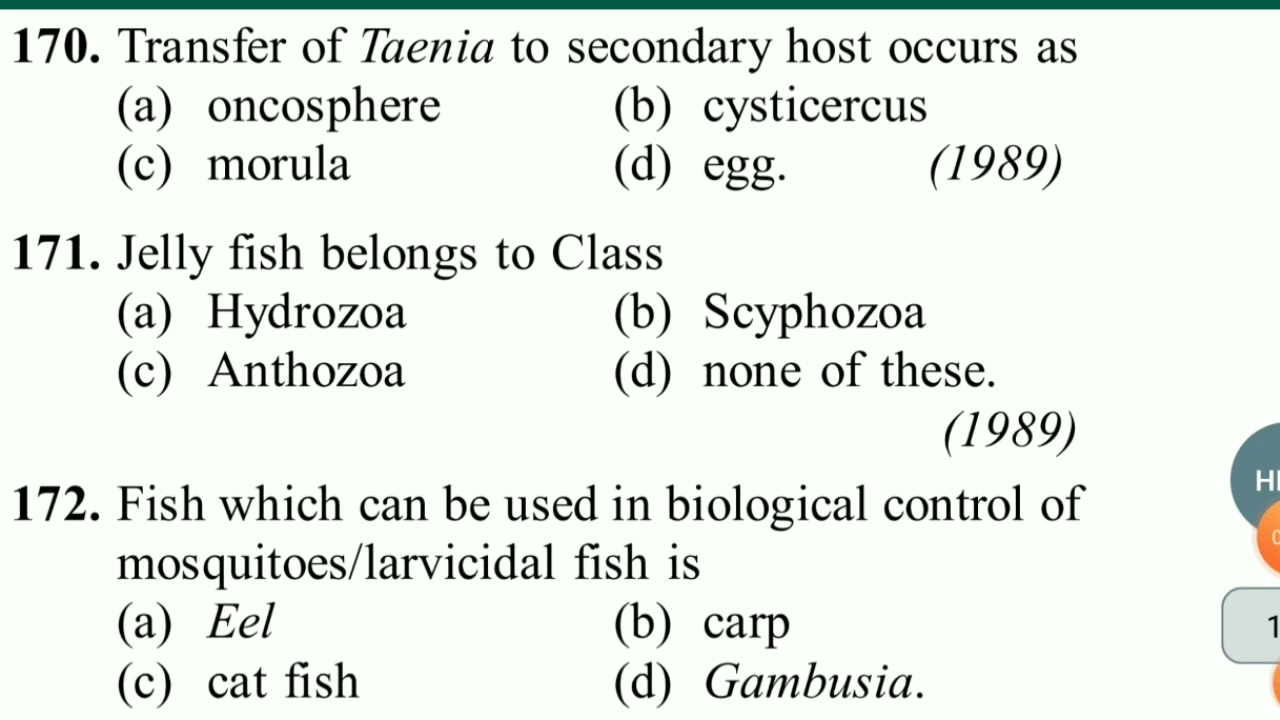 170. Transfer of Taenia to secondary host occurs as
(a) oncosphere (b) cysticercus
(c) morula (d) egg. (1989)
171. Jelly fish belongs to Class
(a) Hydrozoa (b) Scyphozoa
(c) Anthozoa (d) none of these.
(1989)
172. Fish which can be used in biological control of
mosquitoes/larvicidal fish is
(a) Eel (b) carp
(c) cat fish (d) Gambusia.